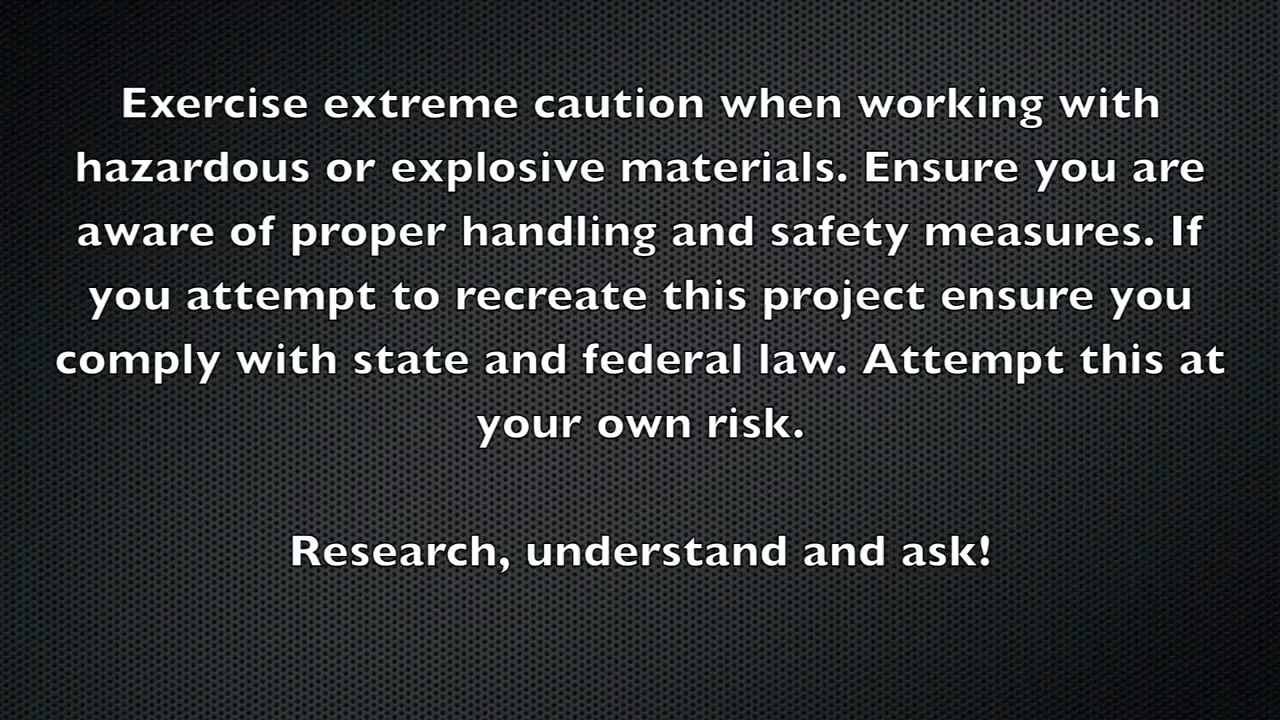 Exercise extreme caution when working with
hazardous or explosive materials. Ensure you are
aware of proper handling and safety measures. If
you attempt to recreate this project ensure you
comply with state and federal law. Attempt this at
your own risk.
Research, understand and ask!